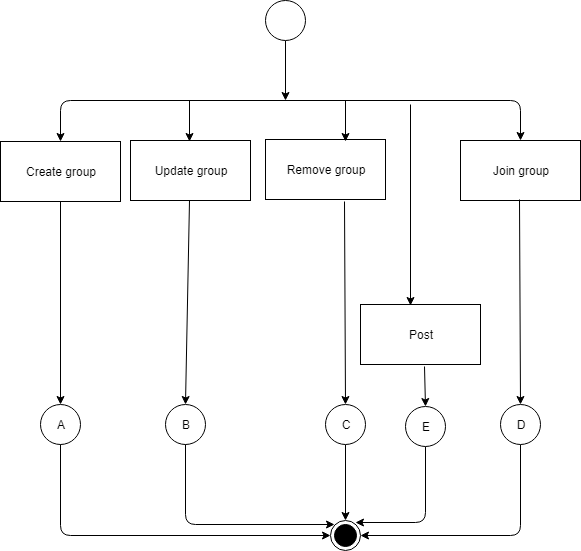 Create group
Update group
Remove group
Join group
Post
A
B
C
E
D